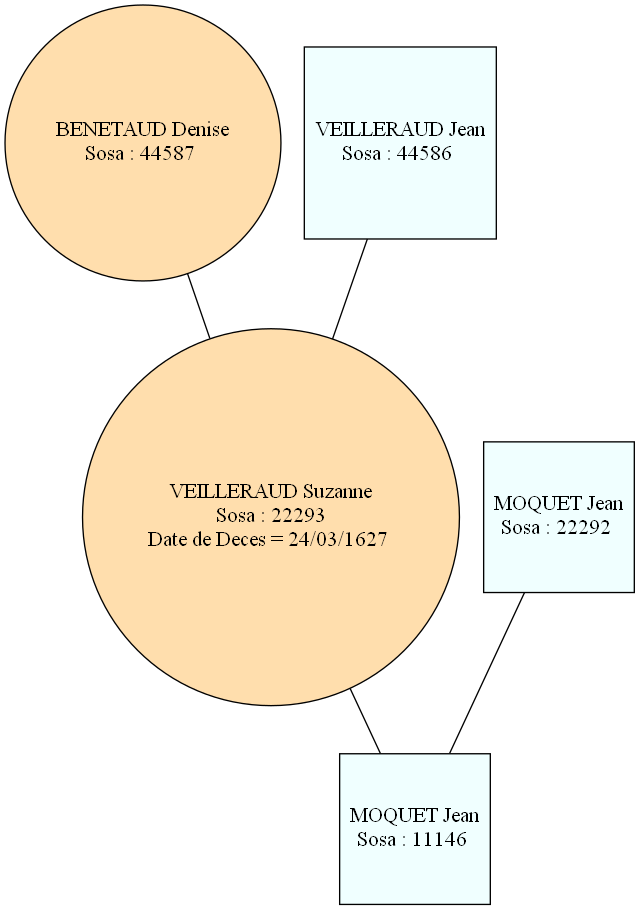 BENETAUD Denise
Sosa : 44587
VEILLERAUD Jean
Sosa : 44586
VEILLERAUD Suzanne
Sosa : 22293
Date de Deces = 24/03/1627
MOQUET Jean
Sosa : 22292
MOQUET Jean
Sosa : 11146